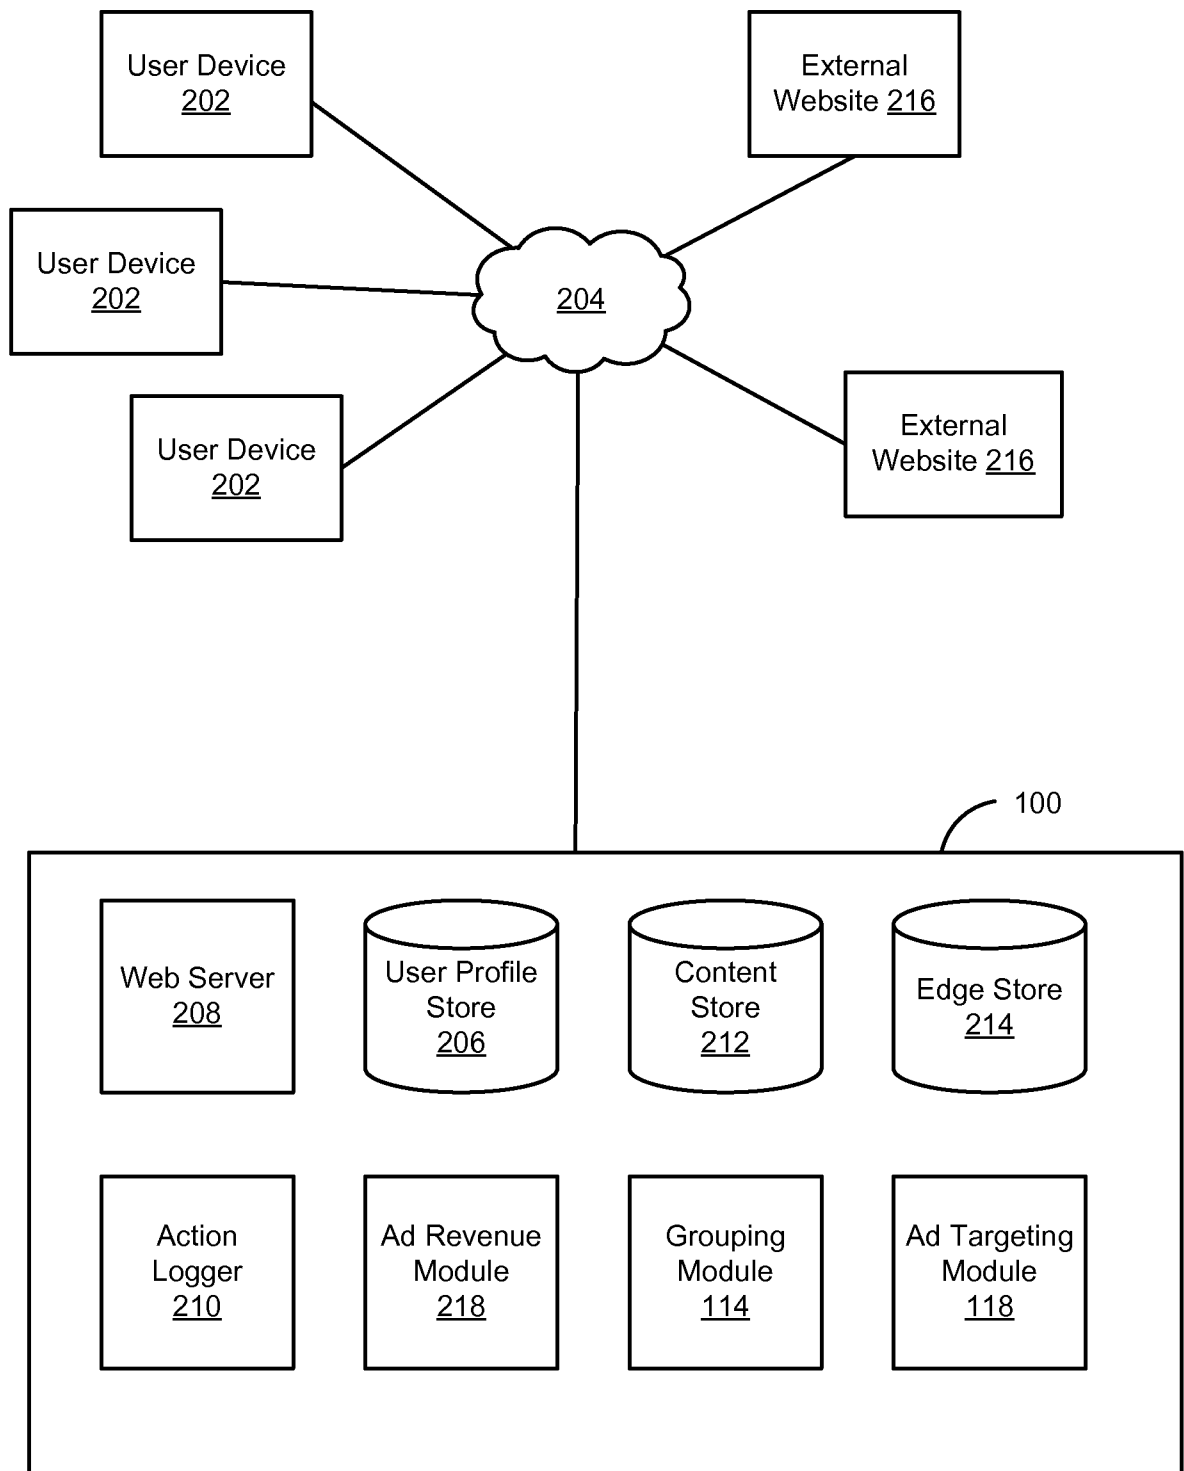 User Device
202
External
Website 216
User Device
202
204
User Device
202
External
Website 216
100
Web Server
208
User Profile
Store
206
Content
Store
212
Edge Store
214
Action
Logger
210
Ad Revenue
Module
218
Grouping
Module
114
Ad Targeting
Module
118